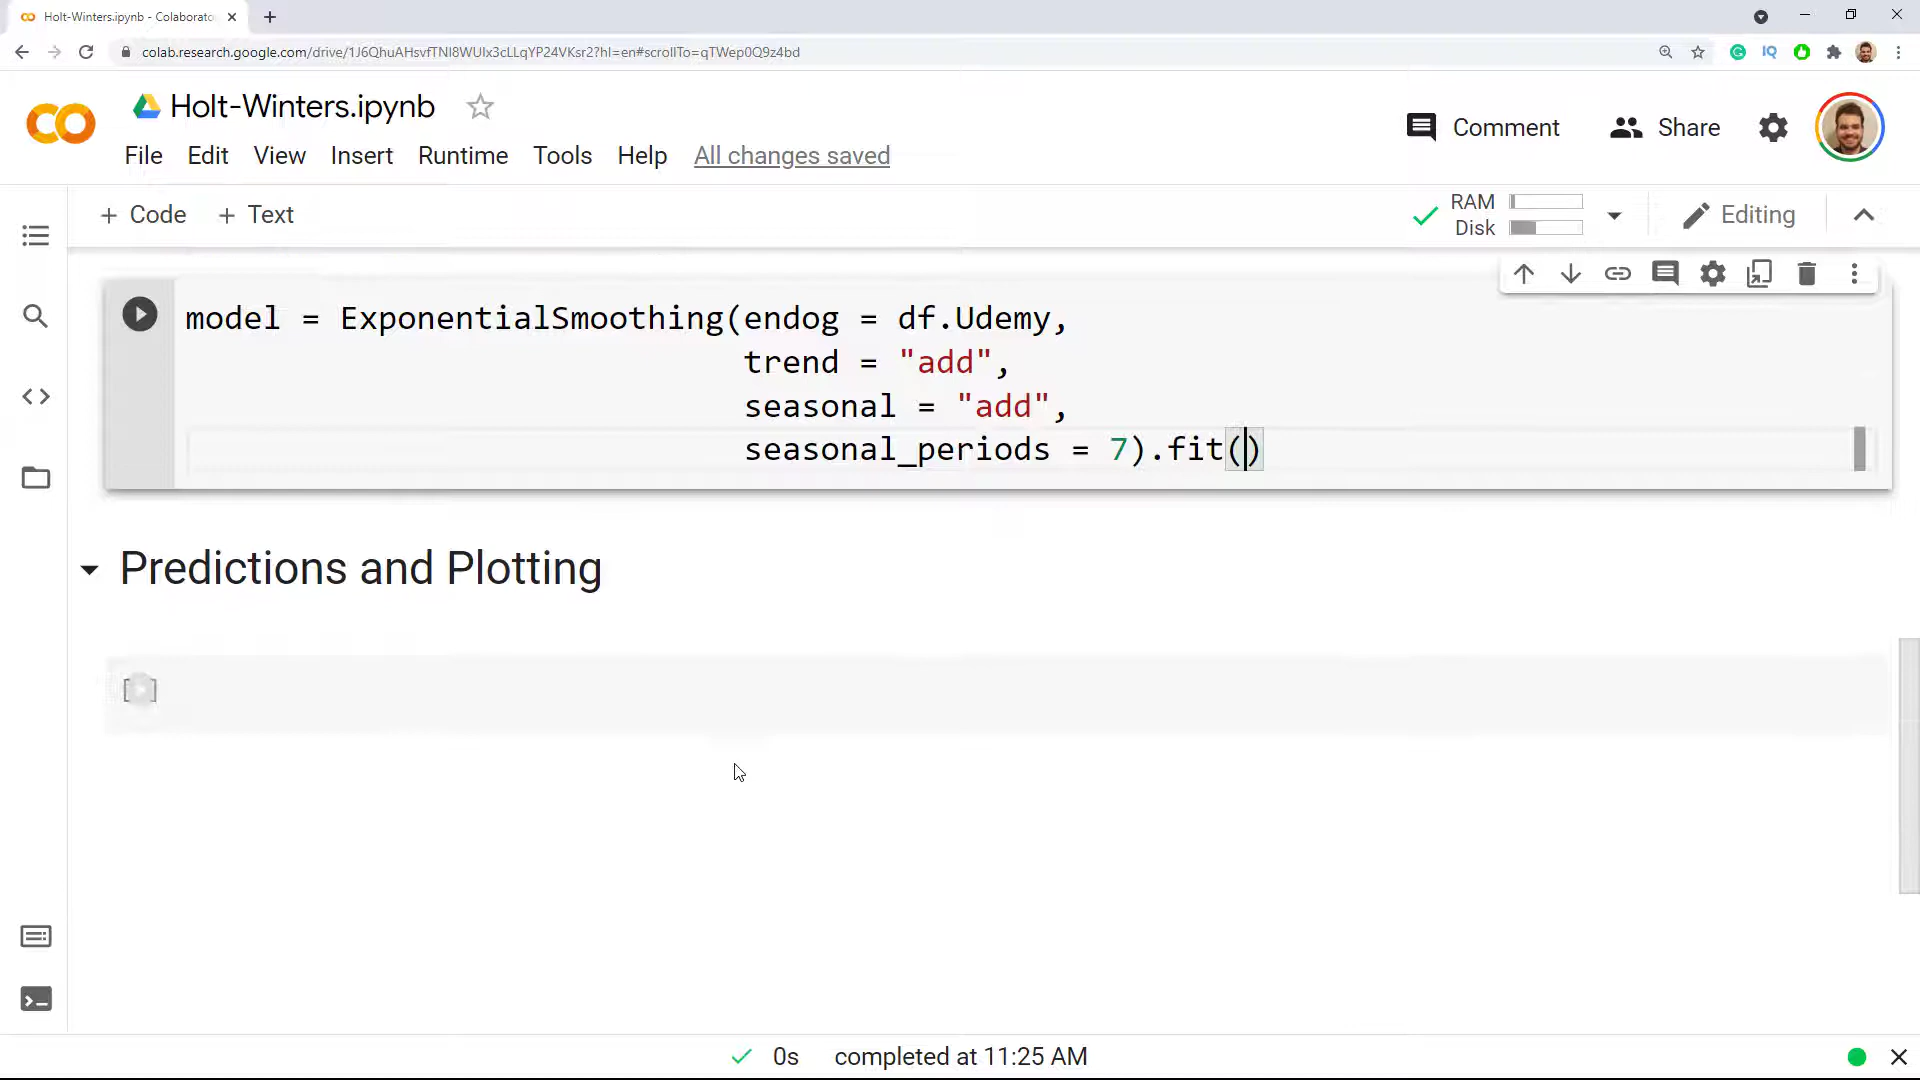 Holt-Winters.ipynb - Colaborato
colab.research.google.com/drive/1J6QhuAHsvfTNI8WUIx3cLLqYP24VKsr2?hl=en#scrollTo=qTWep0Q9z4bd
IQ
Holt-Winters.ipynb
Comment
Share
File Edit View Insert Runtime Tools Help All changes saved
+ Code + Text
RAM
Disk
Editing
model = ExponentialSmoothing(endog = df.Udemy,
trend = "add",
seasonal = "add",
seasonal_periods = 7).fit()
Predictions and Plotting
[ ]
0s completed at 11:25 AM